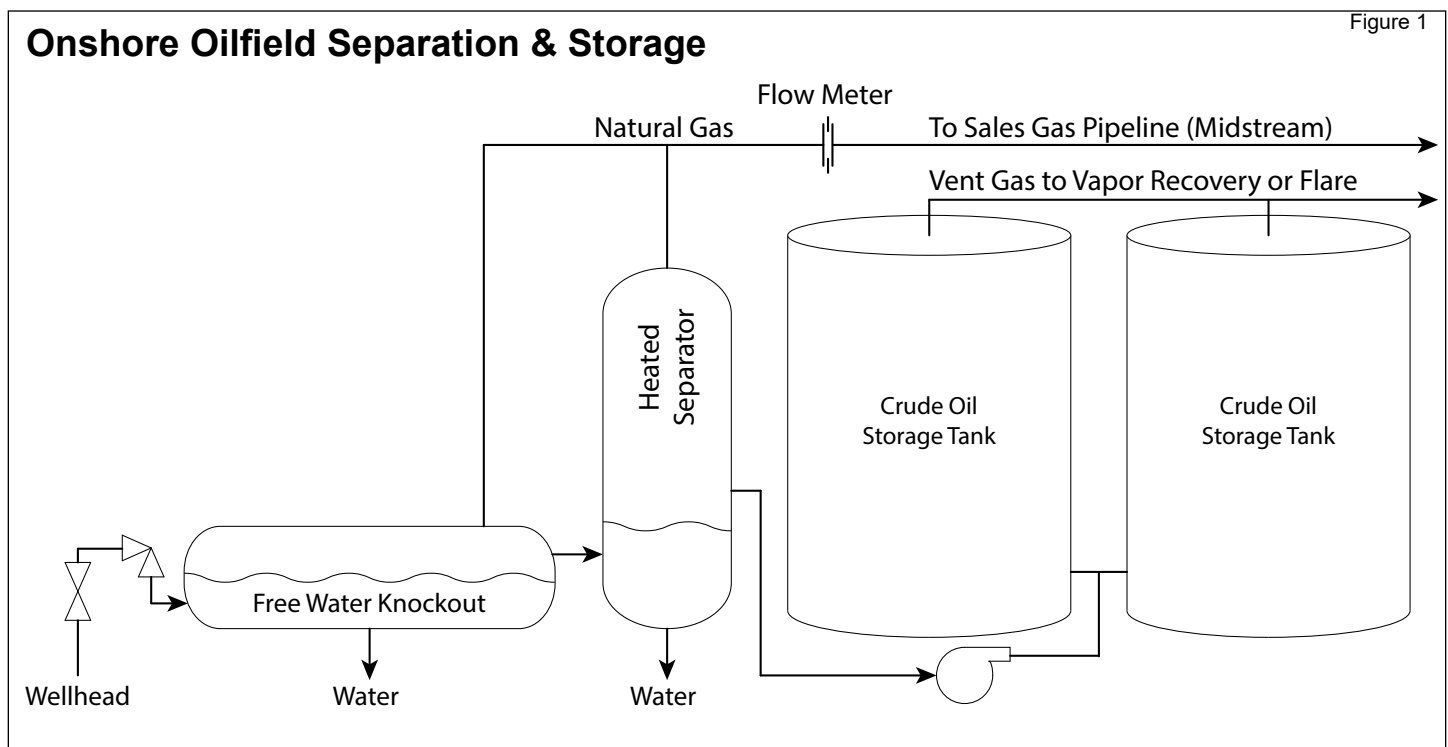 Figure 1
Onshore Oilfield Separation & Storage
Flow Meter
Natural Gas
To Sales Gas Pipeline (Midstream)
Vent Gas to Vapor Recovery or Flare
Heated
Separator
Crude Oil
Storage Tank
Crude Oil
Storage Tank
Free Water Knockout
Wellhead
Water
Water